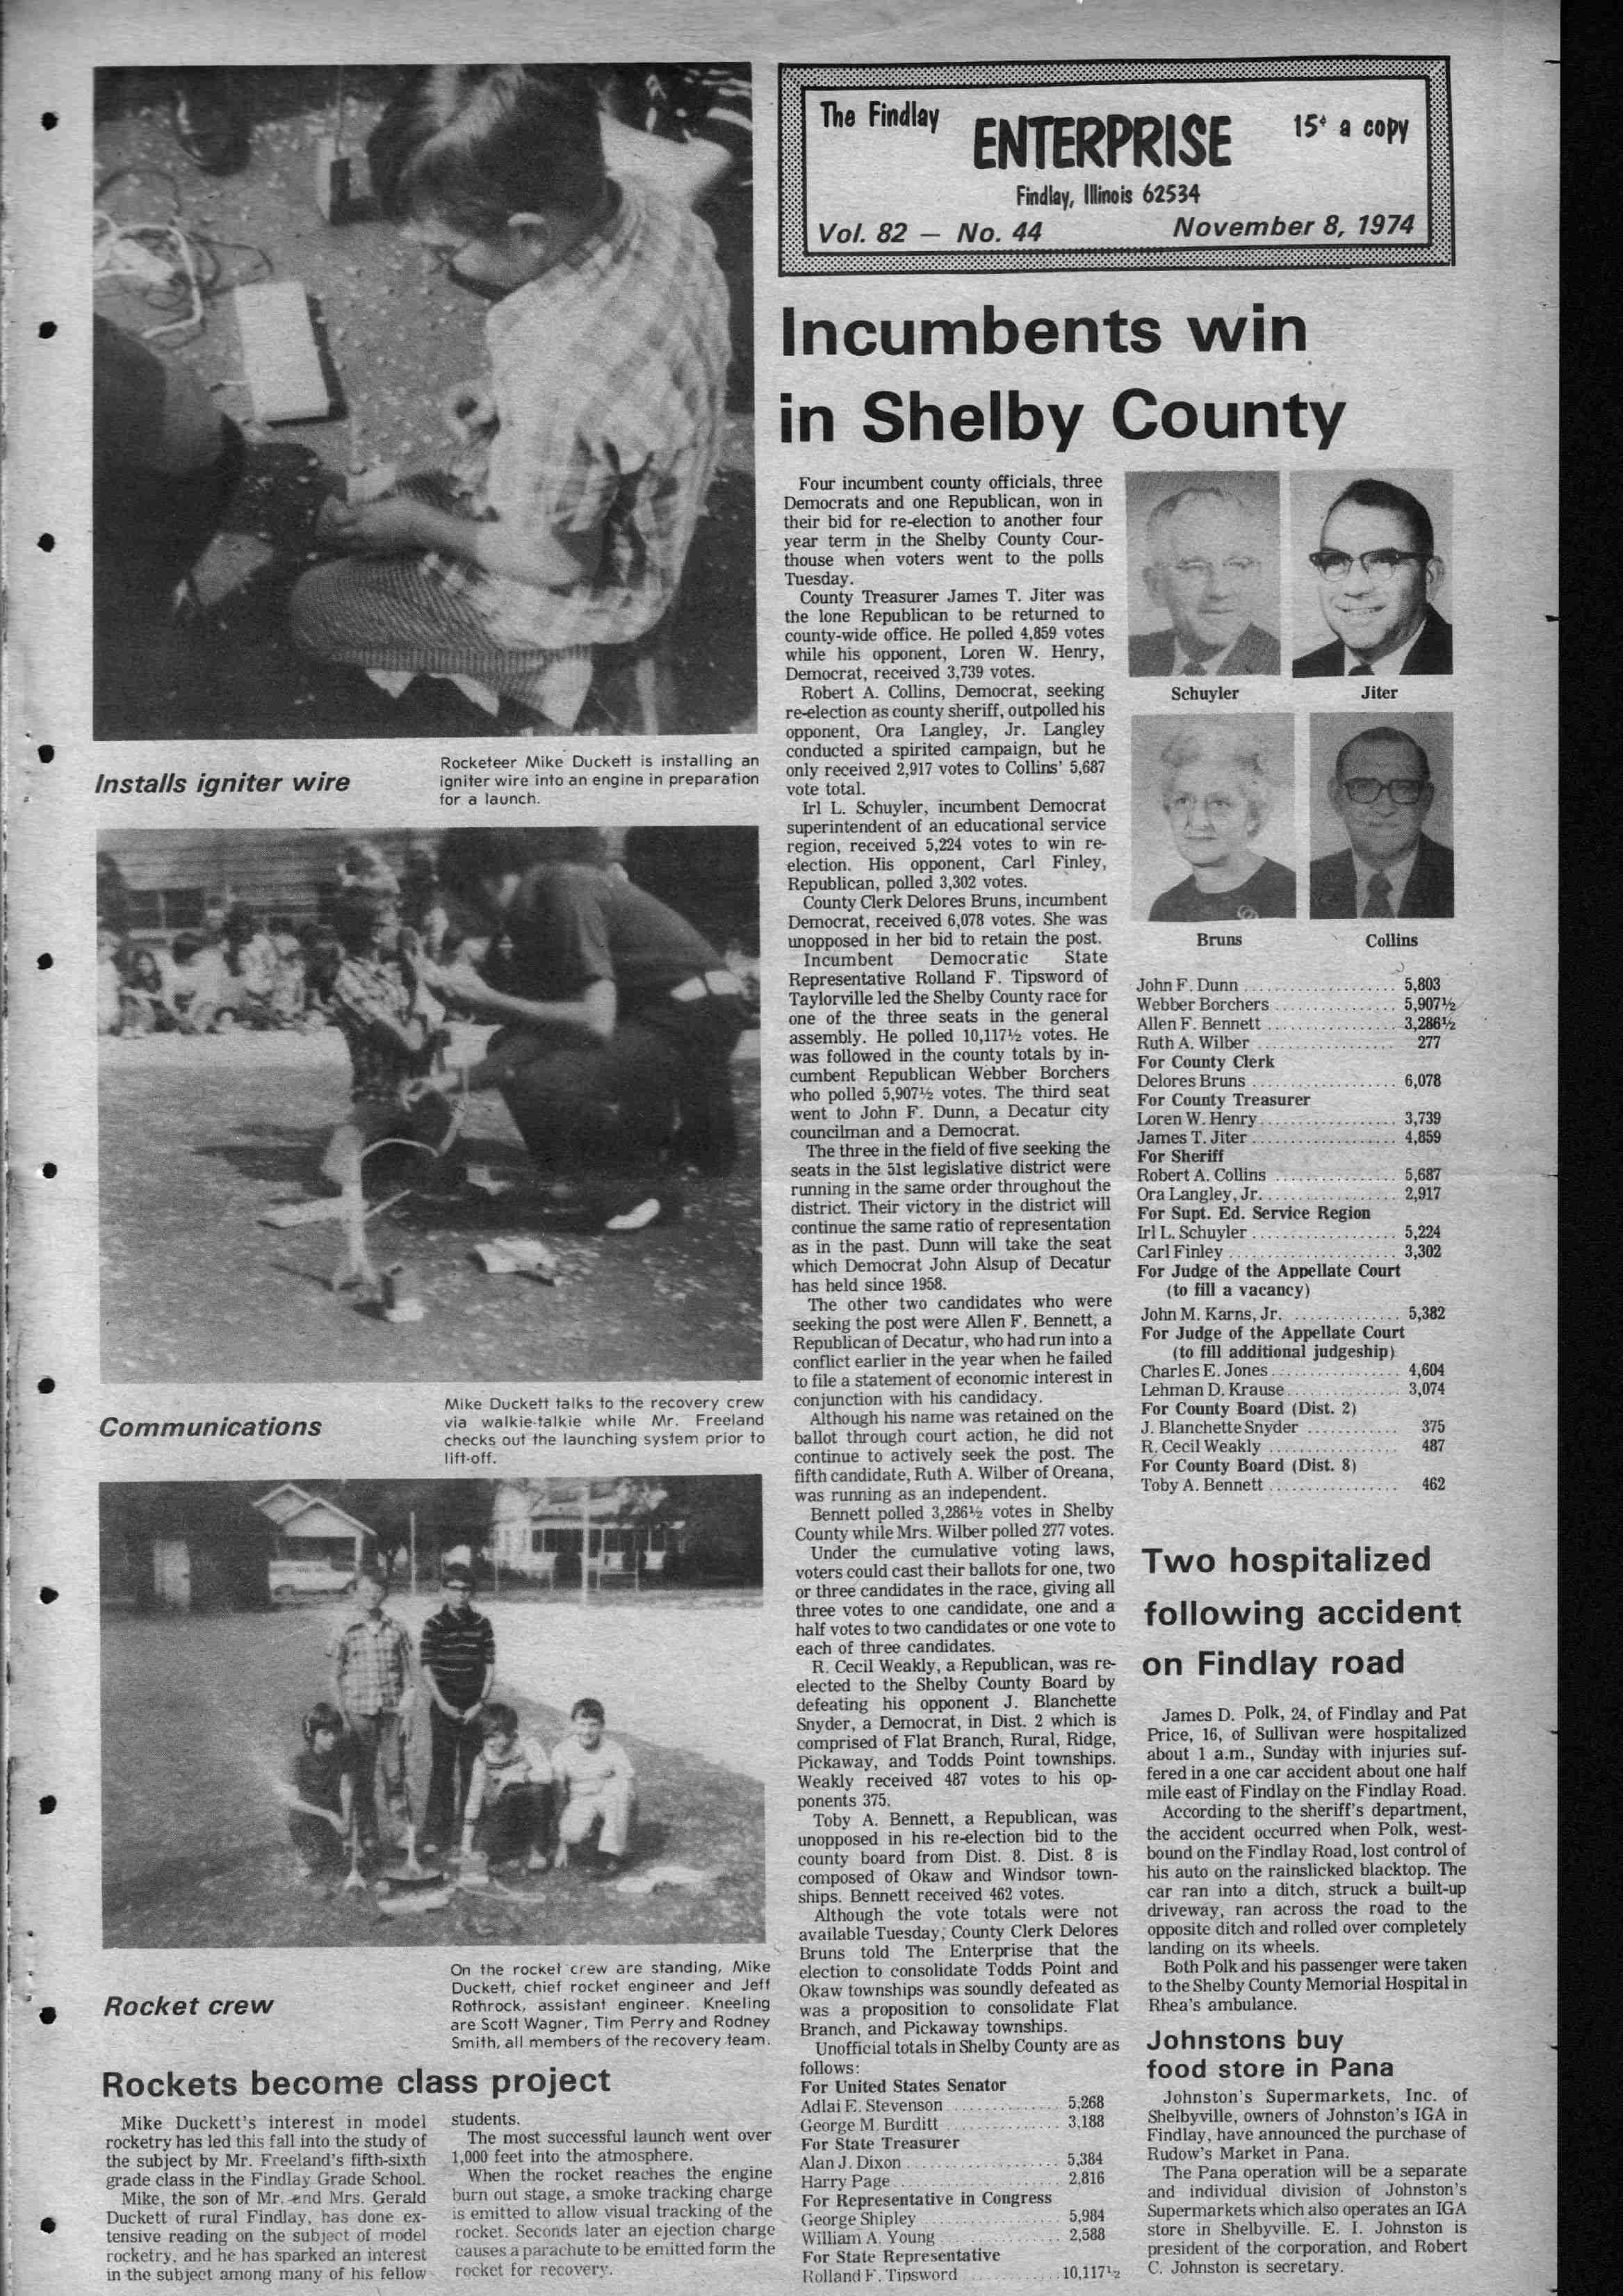 The Findlay
ENTERPRISE
15¢ a copy
Findlay, Illinois 62534
Vol. 82 — No. 44
November 8, 1974
Installs igniter wire
Rocketeer Mike Duckett is installing an
igniter wire into an engine in preparation
for a launch.
Communications
Mike Duckett talks to the recovery crew
via walkie-talkie while Mr. Freeland
checks out the launching system prior to
lift-off.
Rocket crew
On the rocket crew are standing, Mike
Duckett, chief rocket engineer and Jeff
Rothrock, assistant engineer. Kneeling
are Scott Wagner, Tim Perry and Rodney
Smith, all members of the recovery team.
Rockets become class project
Mike Duckett's interest in model
rocketry has led this fall into the study of
the subject by Mr. Freeland's fifth-sixth
grade class in the Findlay Grade School.
Mike, the son of Mr. and Mrs. Gerald
Duckett of rural Findlay, has done ex-
tensive reading on the subject of model
rocketry, and he has sparked an interest
in the subject among many of his fellow
students.
The most successful launch went over
1,000 feet into the atmosphere.
When the rocket reaches the engine
burn out stage, a smoke tracking charge
is emitted to allow visual tracking of the
rocket. Seconds later an ejection charge
causes a parachute to be emitted form the
rocket for recovery.
Incumbents win
in Shelby County
Four incumbent county officials, three
Democrats and one Republican, won in
their bid for re-election to another four
year term in the Shelby County Cour-
thouse when voters went to the polls
Tuesday.
County Treasurer James T. Jiter was
the lone Republican to be returned to
county-wide office. He polled 4,859 votes
while his opponent, Loren W. Henry,
Democrat, received 3,739 votes.
Robert A. Collins, Democrat, seeking
re-election as county sheriff, outpolled his
opponent, Ora Langley, Jr. Langley
conducted a spirited campaign, but he
only received 2,917 votes to Collins' 5,687
vote total.
Irl L. Schuyler, incumbent Democrat
superintendent of an educational service
region, received 5,224 votes to win re-
election. His opponent, Carl Finley,
Republican, polled 3,302 votes.
County Clerk Delores Bruns, incumbent
Democrat, received 6,078 votes. She was
unopposed in her bid to retain the post.
Incumbent Democratic State
Representative Rolland F. Tipsword of
Taylorville led the Shelby County race for
one of the three seats in the general
assembly. He polled 10,117½ votes. He
was followed in the county totals by in-
cumbent Republican Webber Borchers
who polled 5,907½ votes. The third seat
went to John F. Dunn, a Decatur city
councilman and a Democrat.
The three in the field of five seeking the
seats in the 51st legislative district were
running in the same order throughout the
district. Their victory in the district will
continue the same ratio of representation
as in the past. Dunn will take the seat
which Democrat John Alsup of Decatur
has held since 1958.
The other two candidates who were
seeking the post were Allen F. Bennett, a
Republican of Decatur, who had run into a
conflict earlier in the year when he failed
to file a statement of economic interest in
conjunction with his candidacy.
Although his name was retained on the
ballot through court action, he did not
continue to actively seek the post. The
fifth candidate, Ruth A. Wilber of Oreana,
was running as an independent.
Bennett polled 3,286½ votes in Shelby
County while Mrs. Wilber polled 277 votes.
Under the cumulative voting laws,
voters could cast their ballots for one, two
or three candidates in the race, giving all
three votes to one candidate, one and a
half votes to two candidates or one vote to
each of three candidates.
R. Cecil Weakly, a Republican, was re-
elected to the Shelby County Board by
defeating his opponent J. Blanchette
Snyder, a Democrat, in Dist. 2 which is
comprised of Flat Branch, Rural, Ridge,
Pickaway, and Todds Point townships.
Weakly received 487 votes to his op-
ponents 375.
Toby A. Bennett, a Republican, was
unopposed in his re-election bid to the
county board from Dist. 8. Dist. 8 is
composed of Okaw and Windsor town-
ships. Bennett received 462 votes.
Although the vote totals were not
available Tuesday, County Clerk Delores
Bruns told The Enterprise that the
election to consolidate Todds Point and
Okaw townships was soundly defeated as
was a proposition to consolidate Flat
Branch, and Pickaway townships.
Unofficial totals in Shelby County are as
follows:
For United States Senator
Adlai E. Stevenson ............... 5,268
George M. Burditt ............... 3,188
For State Treasurer
Alan J. Dixon ............... 5,384
Harry Page ............... 2,816
For Representative in Congress
George Shipley ............... 5,984
William A. Young ............... 2,588
For State Representative
Rolland F. Tipsword ............... 10,117½
Schuyler
Jiter
Bruns
Collins
John F. Dunn ............... 5,803
Webber Borchers ............... 5,907½
Allen F. Bennett ............... 3,286½
Ruth A. Wilber ............... 277
For County Clerk
Delores Bruns ............... 6,078
For County Treasurer
Loren W. Henry ............... 3,739
James T. Jiter ............... 4,859
For Sheriff
Robert A. Collins ............... 5,687
Ora Langley, Jr. ............... 2,917
For Supt. Ed. Service Region
Irl L. Schuyler ............... 5,224
Carl Finley ............... 3,302
For Judge of the Appellate Court
(to fill a vacancy)
John M. Karns, Jr. ............... 5,382
For Judge of the Appellate Court
(to fill additional judgeship)
Charles E. Jones ............... 4,604
Lehman D. Krause ............... 3,074
For County Board (Dist. 2)
J. Blanchette Snyder ............... 375
R. Cecil Weakly ............... 487
For County Board (Dist. 8)
Toby A. Bennett ............... 462
Two hospitalized
following accident
on Findlay road
James D. Polk, 24, of Findlay and Pat
Price, 16, of Sullivan were hospitalized
about 1 a.m., Sunday with injuries suf-
fered in a one car accident about one half
mile east of Findlay on the Findlay Road.
According to the sheriff's department,
the accident occurred when Polk, west-
bound on the Findlay Road, lost control of
his auto on the rainslicked blacktop. The
car ran into a ditch, struck a built-up
driveway, ran across the road to the
opposite ditch and rolled over completely
landing on its wheels.
Both Polk and his passenger were taken
to the Shelby County Memorial Hospital in
Rhea's ambulance.
Johnstons buy
food store in Pana
Johnston's Supermarkets, Inc. of
Shelbyville, owners of Johnston's IGA in
Findlay, have announced the purchase of
Rudow's Market in Pana.
The Pana operation will be a separate
and individual division of Johnston's
Supermarkets which also operates an IGA
store in Shelbyville. E. I. Johnston is
president of the corporation, and Robert
C. Johnston is secretary.